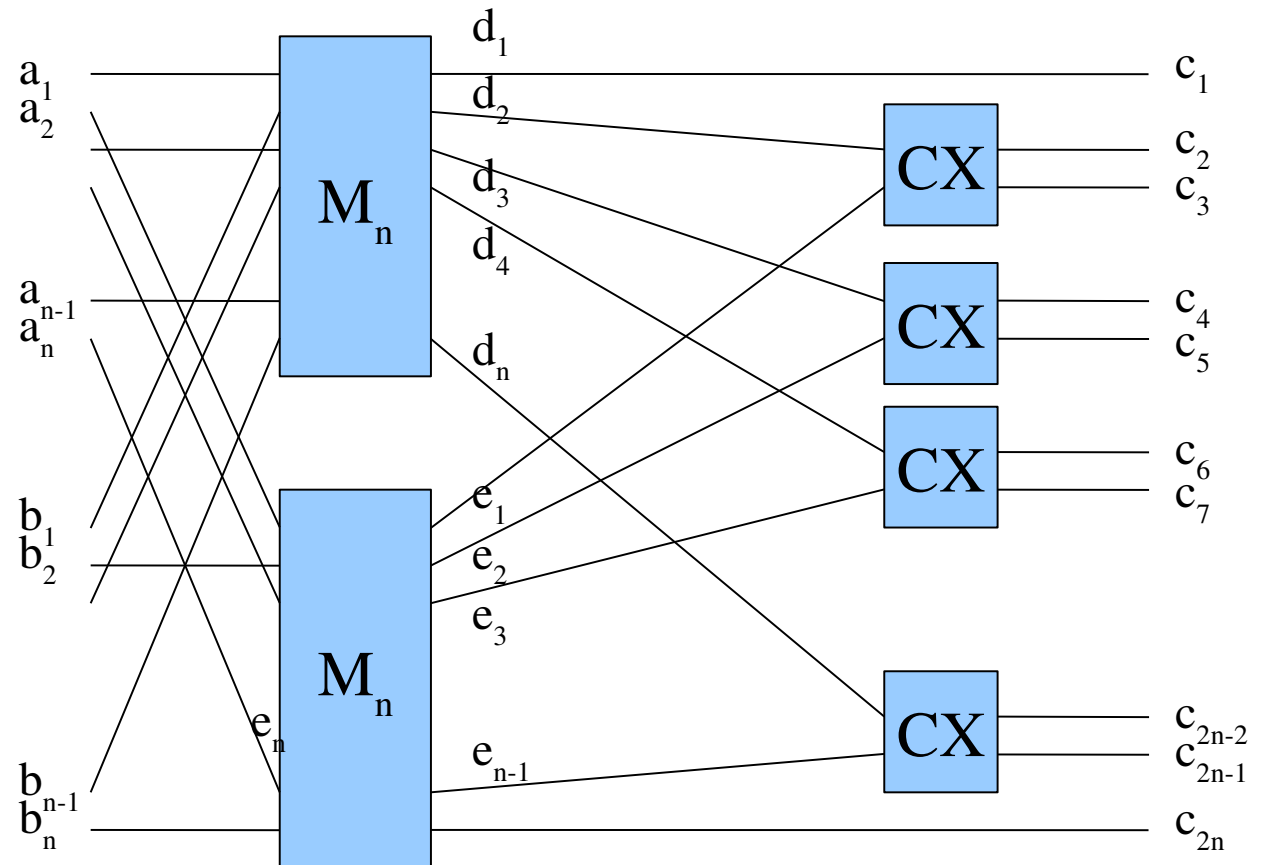 d₁
a₁
c₁
a₂
d₂
CX
c₂
c₃
Mₙ
d₃
d₄
aₙ₋₁
aₙ
CX
c₄
c₅
dₙ
CX
c₆
c₇
b₁
b₂
e₁
e₂
e₃
Mₙ
eₙ
eₙ₋₁
CX
c₂ₙ₋₂
c₂ₙ₋₁
bₙ₋₁
bₙ
c₂ₙ